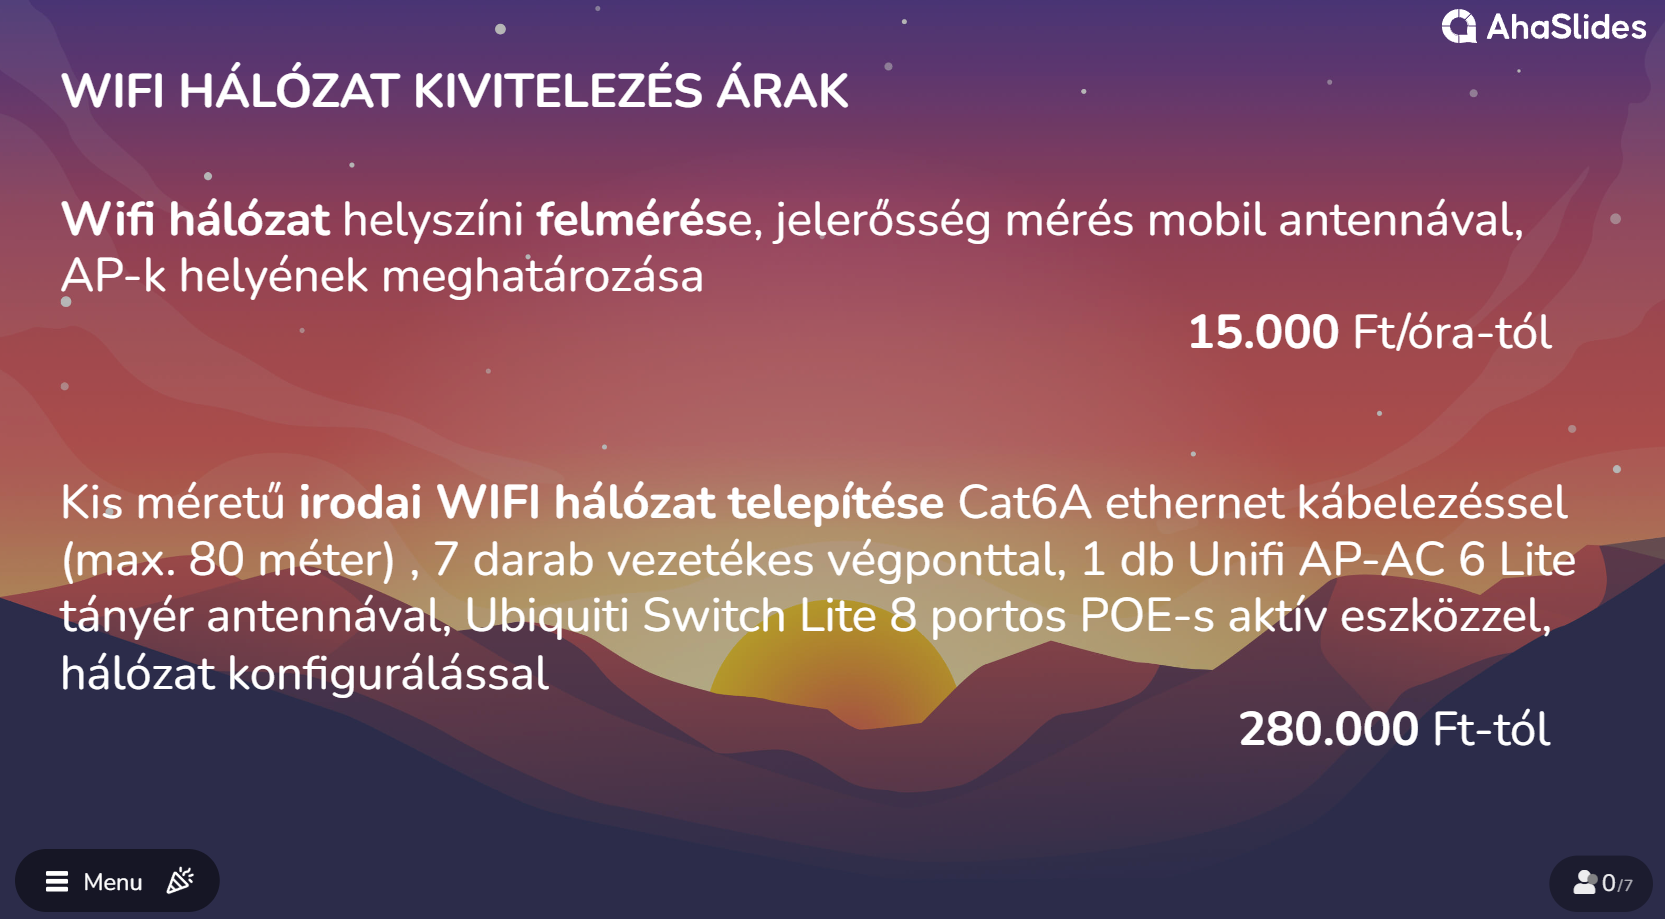 AhaSlides
WIFI HÁLÓZAT KIVITELEZÉS ÁRAK
Wifi hálózat helyszíni felmérése, jelerősség mérés mobil antennával,
AP-k helyének meghatározása
15.000 Ft/óra-tól
Kis méretű irodai WIFI hálózat telepítése Cat6A ethernet kábelezéssel
(max. 80 méter) , 7 darab vezetékes végponttal, 1 db Unifi AP-AC 6 Lite
tányér antennával, Ubiquiti Switch Lite 8 portos POE-s aktív eszközzel,
hálózat konfigurálással
280.000 Ft-tól
Menu
0/7